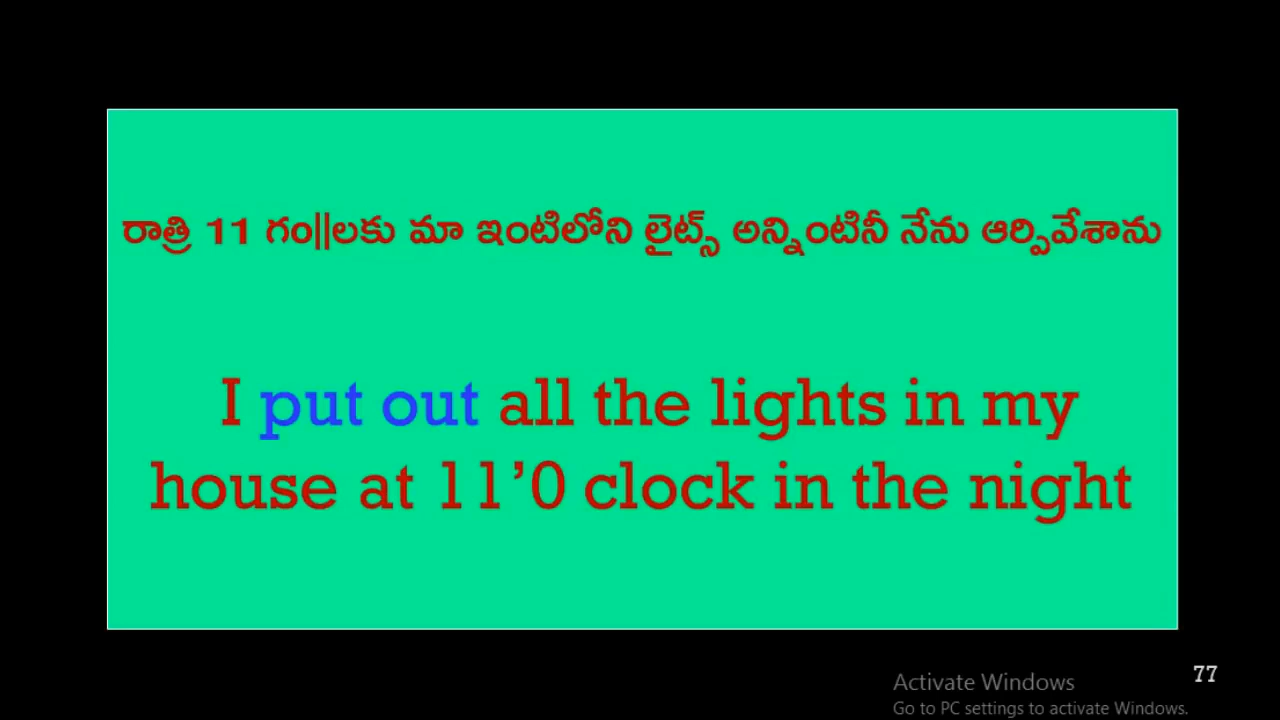 రాత్రి 11 గం||లకు మా ఇంటిలోని లైట్స్ అన్నింటినీ నేను ఆర్పివేశాను
I put out all the lights in my
house at 11’0 clock in the night
77
Activate Windows
Go to PC settings to activate Windows.